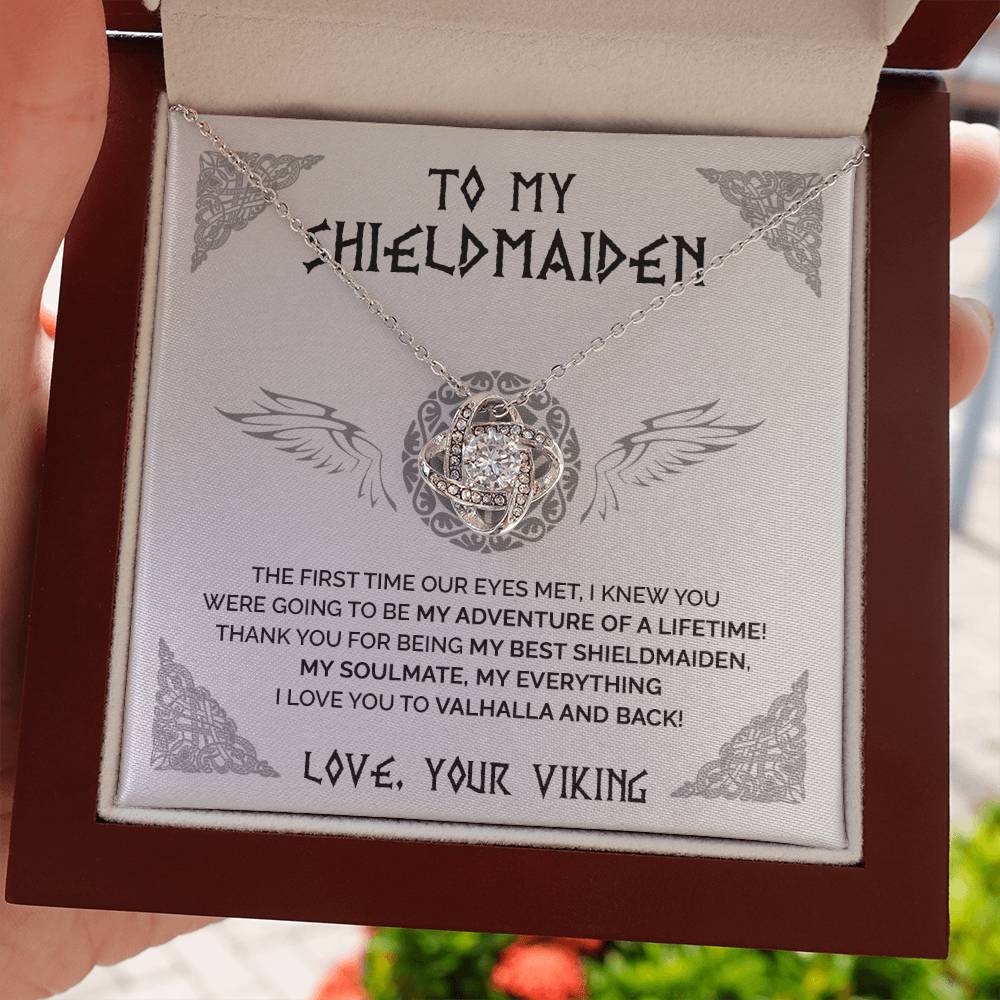 TO MY
SHIELDMAIDEN
THE FIRST TIME OUR EYES MET, I KNEW YOU
WERE GOING TO BE MY ADVENTURE OF A LIFETIME!
THANK YOU FOR BEING MY BEST SHIELDMAIDEN,
MY SOULMATE, MY EVERYTHING
I LOVE YOU TO VALHALLA AND BACK!
LOVE, YOUR VIKING